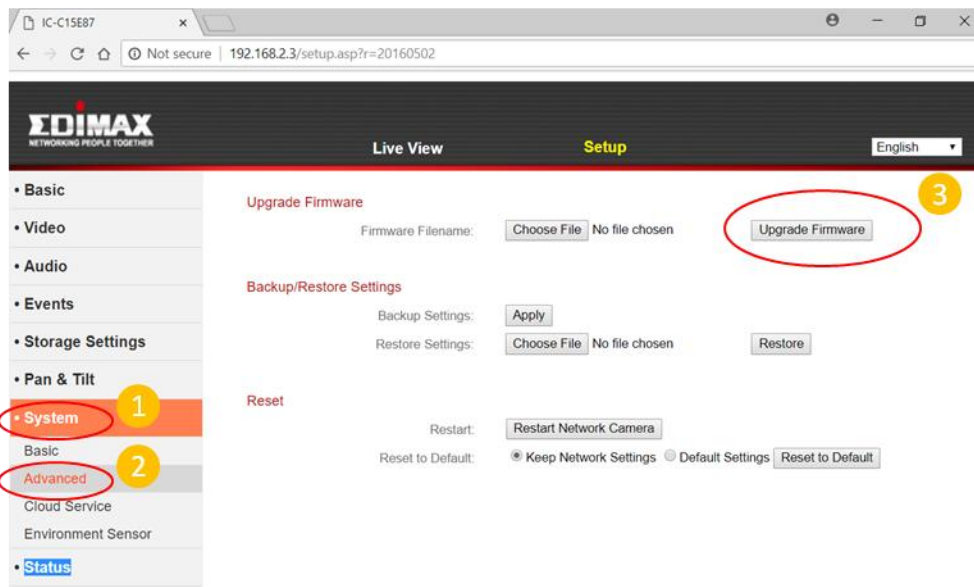 IC-C15E87
Not secure | 192.168.2.3/setup.asp?r=20160502
EDIMAX
NETWORKING PEOPLE TOGETHER
Live View Setup English
• Basic
• Video
• Audio
• Events
• Storage Settings
• Pan & Tilt
• System 1
Basic
Advanced 2
Cloud Service
Environment Sensor
• Status
Upgrade Firmware 3
Firmware Filename: Choose File No file chosen Upgrade Firmware
Backup/Restore Settings
Backup Settings: Apply
Restore Settings: Choose File No file chosen Restore
Reset
Restart: Restart Network Camera
Reset to Default: Keep Network Settings Default Settings Reset to Default